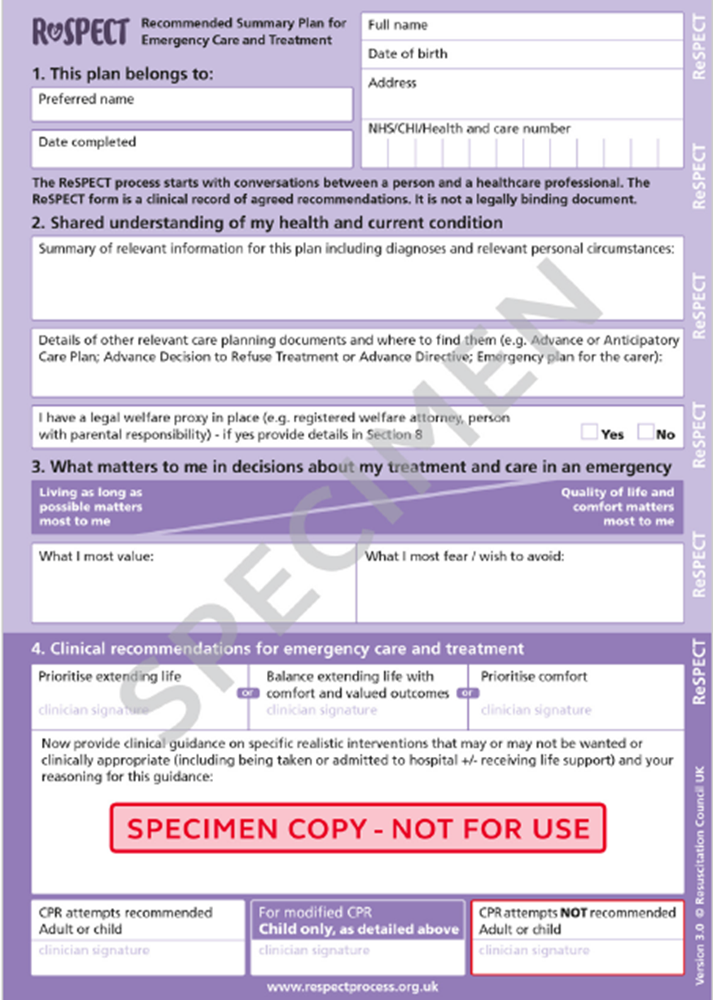 ReSPECT
Recommended Summary Plan for
Emergency Care and Treatment
1. This plan belongs to:
Preferred name
Date completed
Full name
Date of birth
Address
NHS/CHI/Health and care number
The ReSPECT process starts with conversations between a person and a healthcare professional. The
ReSPECT form is a clinical record of agreed recommendations. It is not a legally binding document.
2. Shared understanding of my health and current condition
Summary of relevant information for this plan including diagnoses and relevant personal circumstances:
Details of other relevant care planning documents and where to find them (e.g. Advance or Anticipatory
Care Plan; Advance Decision to Refuse Treatment or Advance Directive; Emergency plan for the carer):
I have a legal welfare proxy in place (e.g. registered welfare attorney, person
with parental responsibility) - if yes provide details in Section 8
Yes
No
3. What matters to me in decisions about my treatment and care in an emergency
Living as long as
possible matters
most to me
Quality of life and
comfort matters
most to me
What I most value:
What I most fear / wish to avoid:
4. Clinical recommendations for emergency care and treatment
Prioritise extending life
clinician signature
or
Balance extending life with
comfort and valued outcomes
clinician signature
or
Prioritise comfort
clinician signature
Now provide clinical guidance on specific realistic interventions that may or may not be wanted or
clinically appropriate (including being taken or admitted to hospital +/- receiving life support) and your
reasoning for this guidance:
SPECIMEN COPY - NOT FOR USE
CPR attempts recommended
Adult or child
clinician signature
For modified CPR
Child only, as detailed above
clinician signature
CPR attempts NOT recommended
Adult or child
clinician signature
www.respectprocess.org.uk
SPECIMEN
ReSPECT
ReSPECT
ReSPECT
ReSPECT
ReSPECT
ReSPECT
Version 3.0 © Resuscitation Council UK